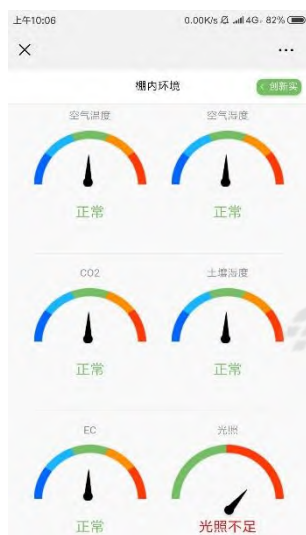 上午10:06 0.00K/s 4G 82%
棚内环境 < 创新实
空气温度 空气湿度
正常 正常
CO2 土壤湿度
正常 正常
EC 光照
正常 光照不足